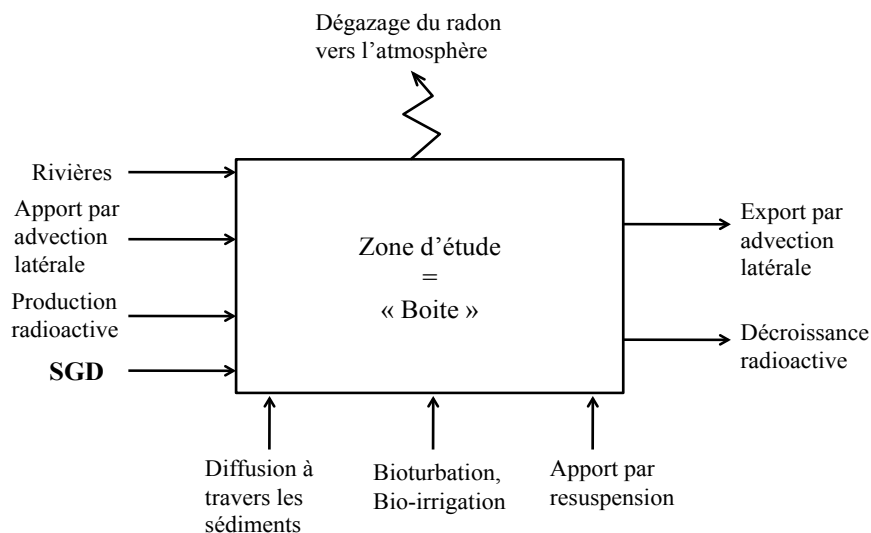 Dégazage du radon
vers l’atmosphère
Rivières
Apport par
advection
latérale
Production
radioactive
SGD
Zone d’étude
=
« Boite »
Export par
advection
latérale
Décroissance
radioactive
Diffusion à
travers les
sédiments
Bioturbation,
Bio-irrigation
Apport par
resuspension